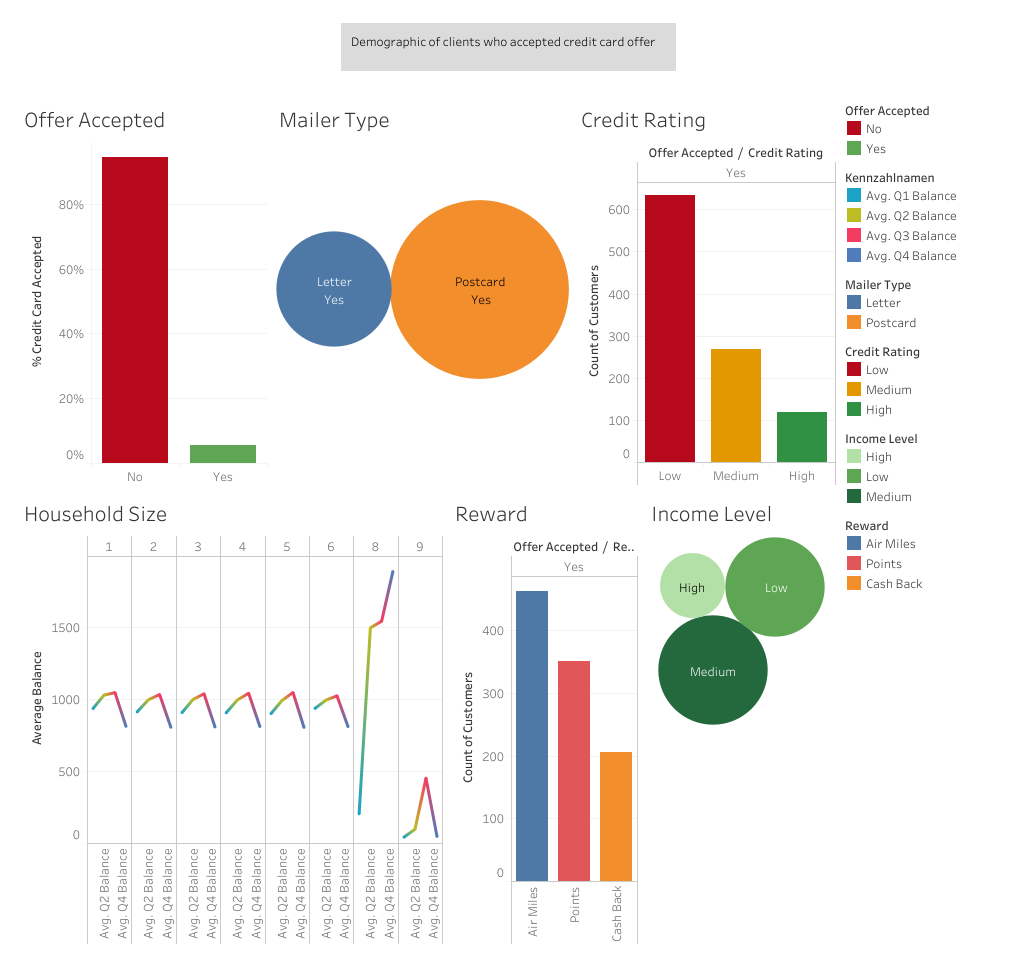 Demographic of clients who accepted credit card offer
Offer Accepted
% Credit Card Accepted
80%
60%
40%
20%
0%
No
Yes
Mailer Type
Letter
Yes
Postcard
Yes
Credit Rating
Offer Accepted / Credit Rating
Yes
Count of Customers
600
500
400
300
200
100
0
Low
Medium
High
Offer Accepted
No
Yes
Kennzahlnamen
Avg. Q1 Balance
Avg. Q2 Balance
Avg. Q3 Balance
Avg. Q4 Balance
Mailer Type
Letter
Postcard
Credit Rating
Low
Medium
High
Income Level
High
Low
Medium
Reward
Air Miles
Points
Cash Back
Household Size
1 2 3 4 5 6 8 9
Average Balance
1500
1000
500
0
Avg. Q2 Balance
Avg. Q4 Balance
Avg. Q2 Balance
Avg. Q4 Balance
Avg. Q2 Balance
Avg. Q4 Balance
Avg. Q2 Balance
Avg. Q4 Balance
Avg. Q2 Balance
Avg. Q4 Balance
Avg. Q2 Balance
Avg. Q4 Balance
Avg. Q2 Balance
Avg. Q4 Balance
Avg. Q2 Balance
Avg. Q4 Balance
Reward
Offer Accepted / Re..
Yes
Count of Customers
400
300
200
100
0
Air Miles
Points
Cash Back
Income Level
High
Low
Medium